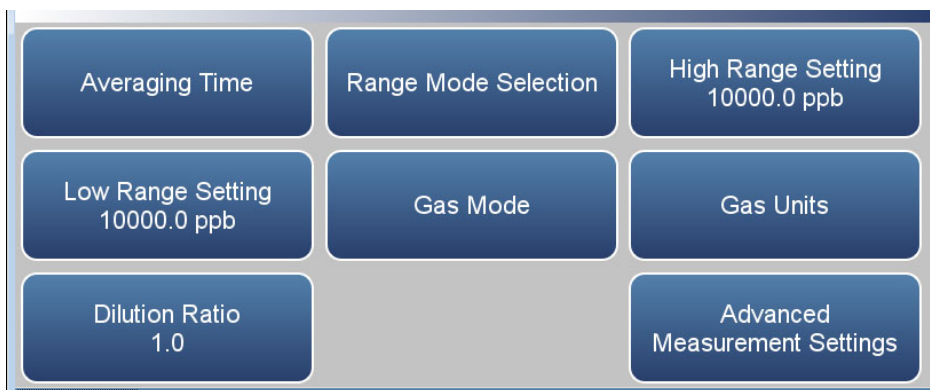 Averaging Time
Range Mode Selection
High Range Setting
10000.0 ppb
Low Range Setting
10000.0 ppb
Gas Mode
Gas Units
Dilution Ratio
1.0
Advanced
Measurement Settings